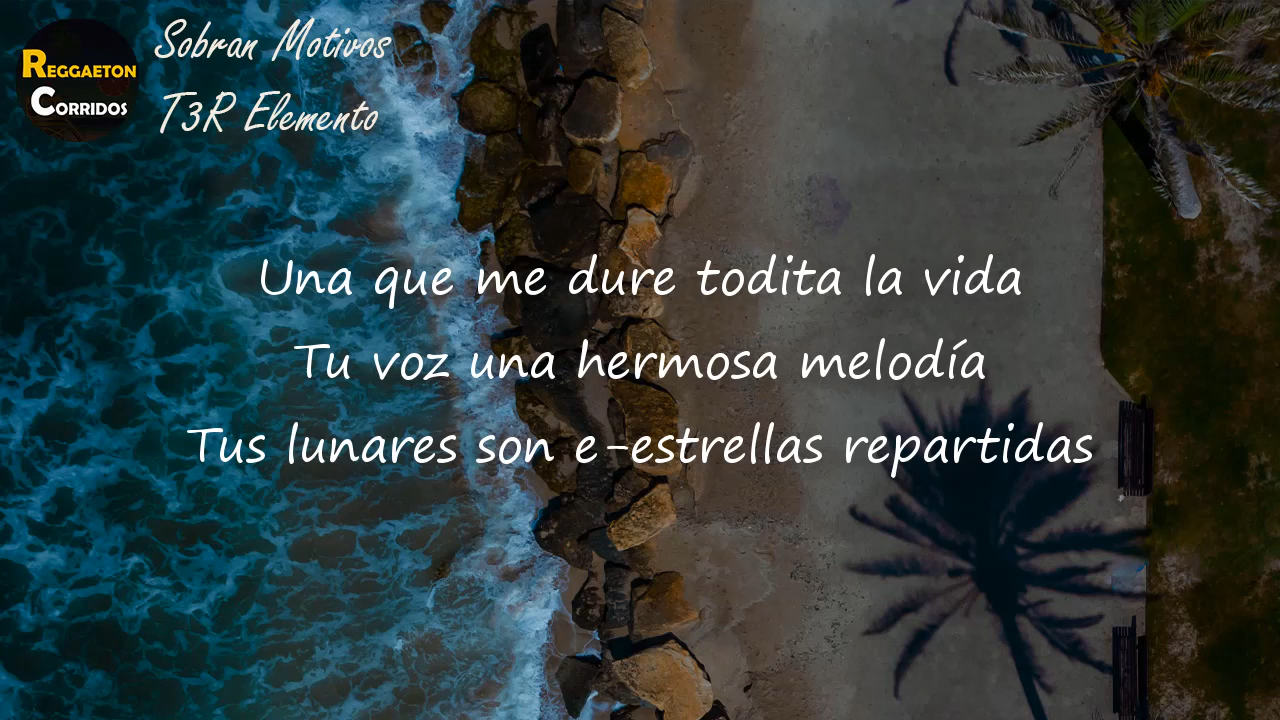 REGGAETON
CORRIDOS
Sobran Motivos
T3R Elemento
Una que me dure todita la vida
Tu voz una hermosa melodía
Tus lunares son e-estrellas repartidas